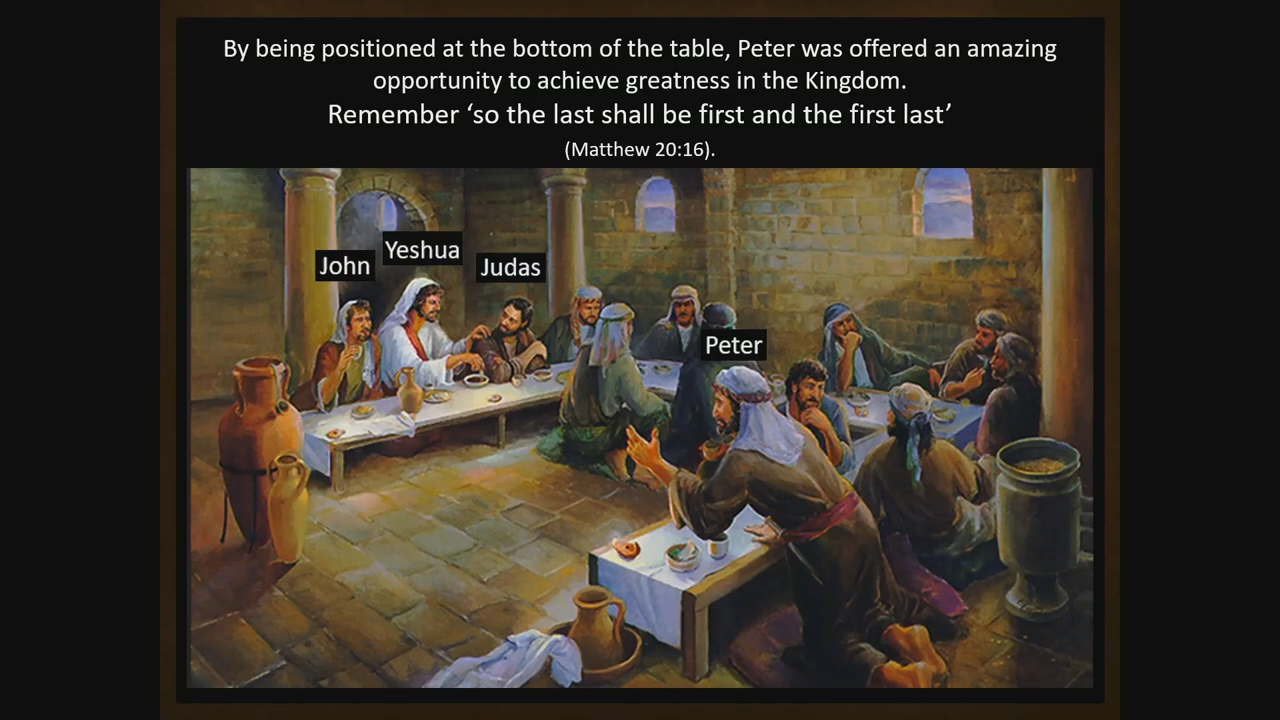 By being positioned at the bottom of the table, Peter was offered an amazing
opportunity to achieve greatness in the Kingdom.
Remember ‘so the last shall be first and the first last’
(Matthew 20:16).
Yeshua
John
Judas
Peter